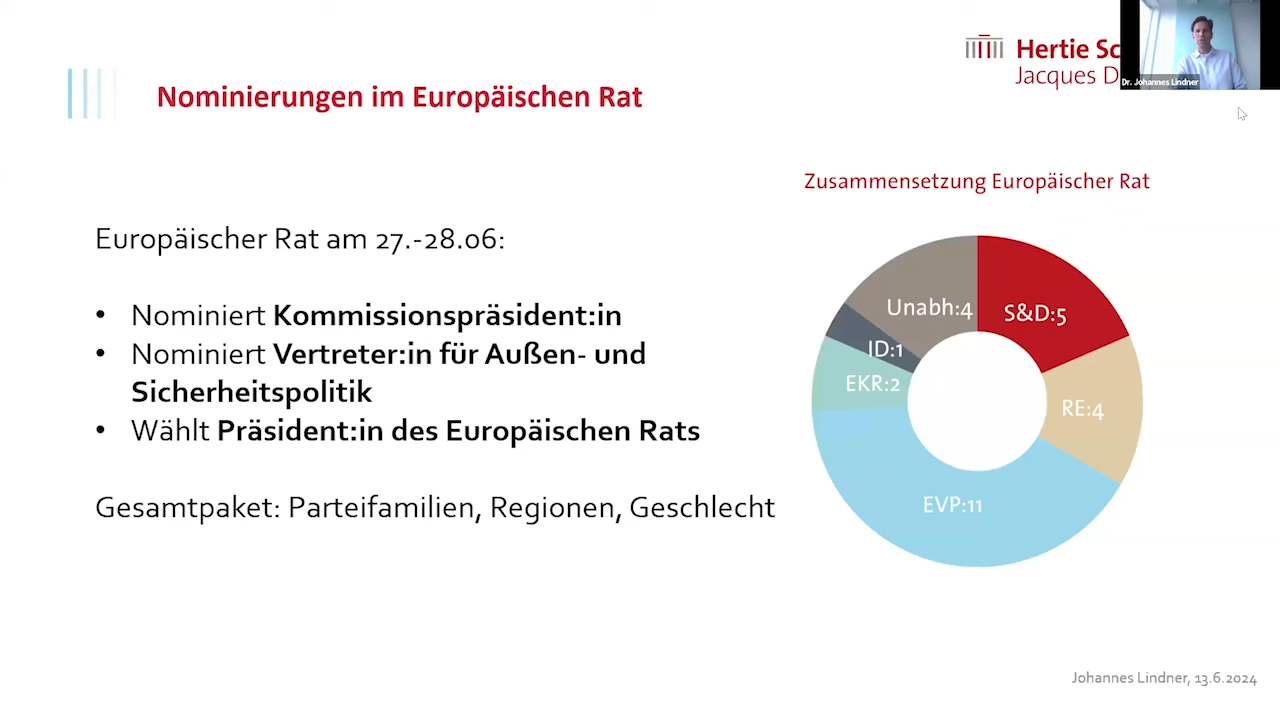 Nominierungen im Europäischen Rat
Hertie Sc
Jacques D
Dr. Johannes Lindner
Europäischer Rat am 27.-28.06:
• Nominiert Kommissionspräsident:in
• Nominiert Vertreter:in für Außen- und
Sicherheitspolitik
• Wählt Präsident:in des Europäischen Rats
Gesamtpaket: Parteifamilien, Regionen, Geschlecht
Zusammensetzung Europäischer Rat
Unabh:4
S&D:5
ID:1
EKR:2
RE:4
EVP:11
Johannes Lindner, 13.6.2024